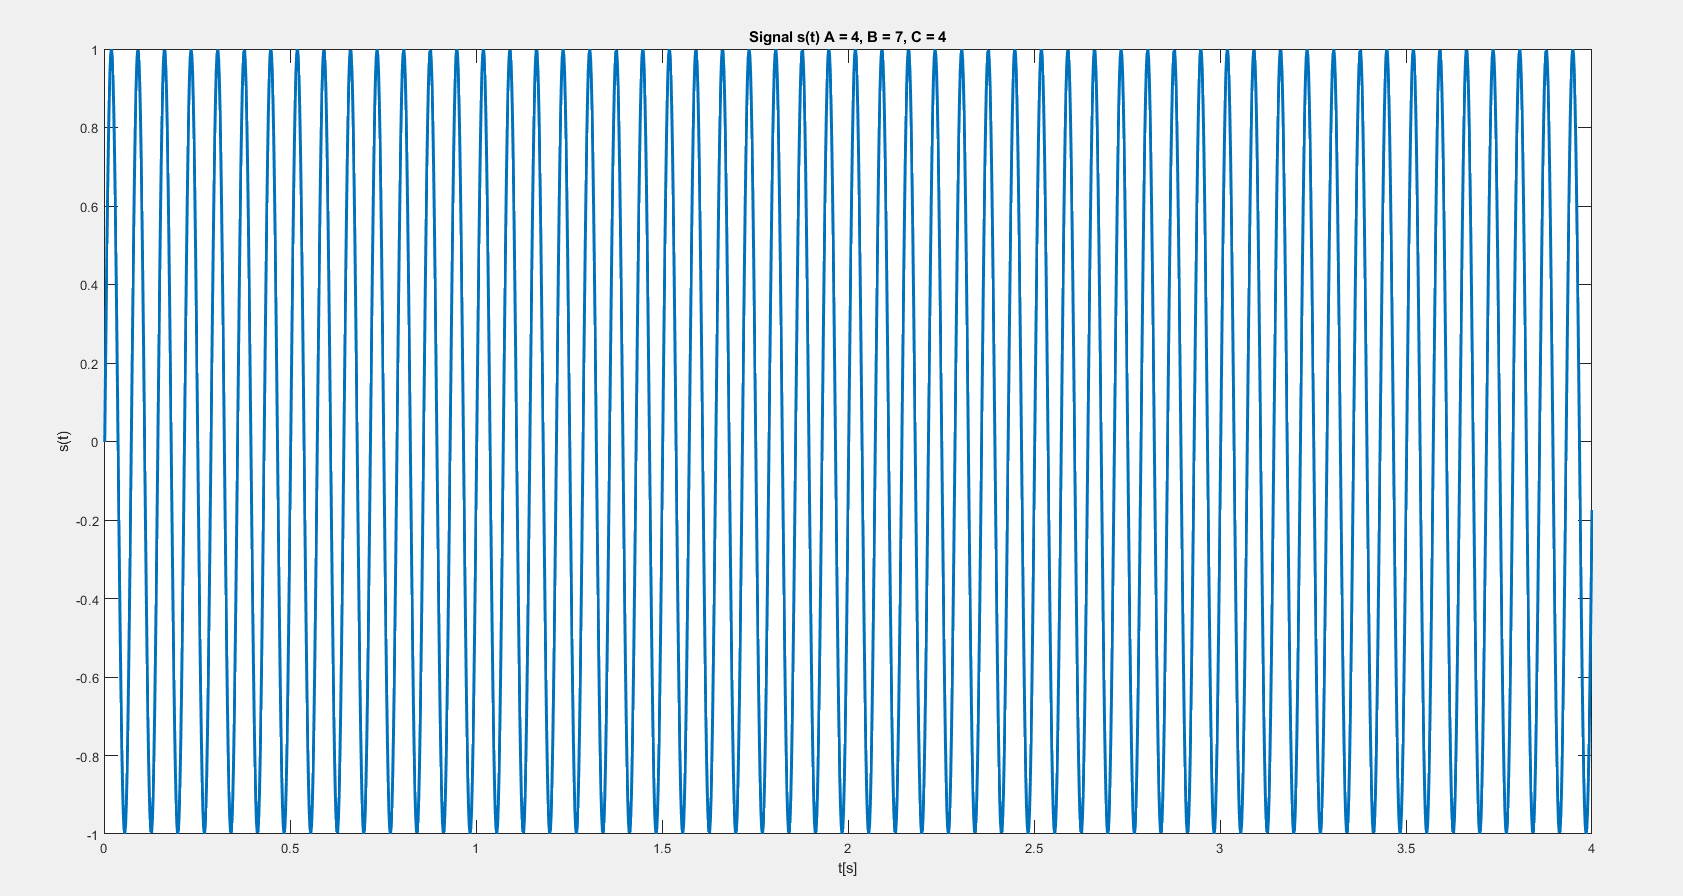 Signal s(t) A = 4, B = 7, C = 4
1
0.8
0.6
0.4
0.2
0
-0.2
-0.4
-0.6
-0.8
-1
s(t)
0 0.5 1 1.5 2 2.5 3 3.5 4
t[s]